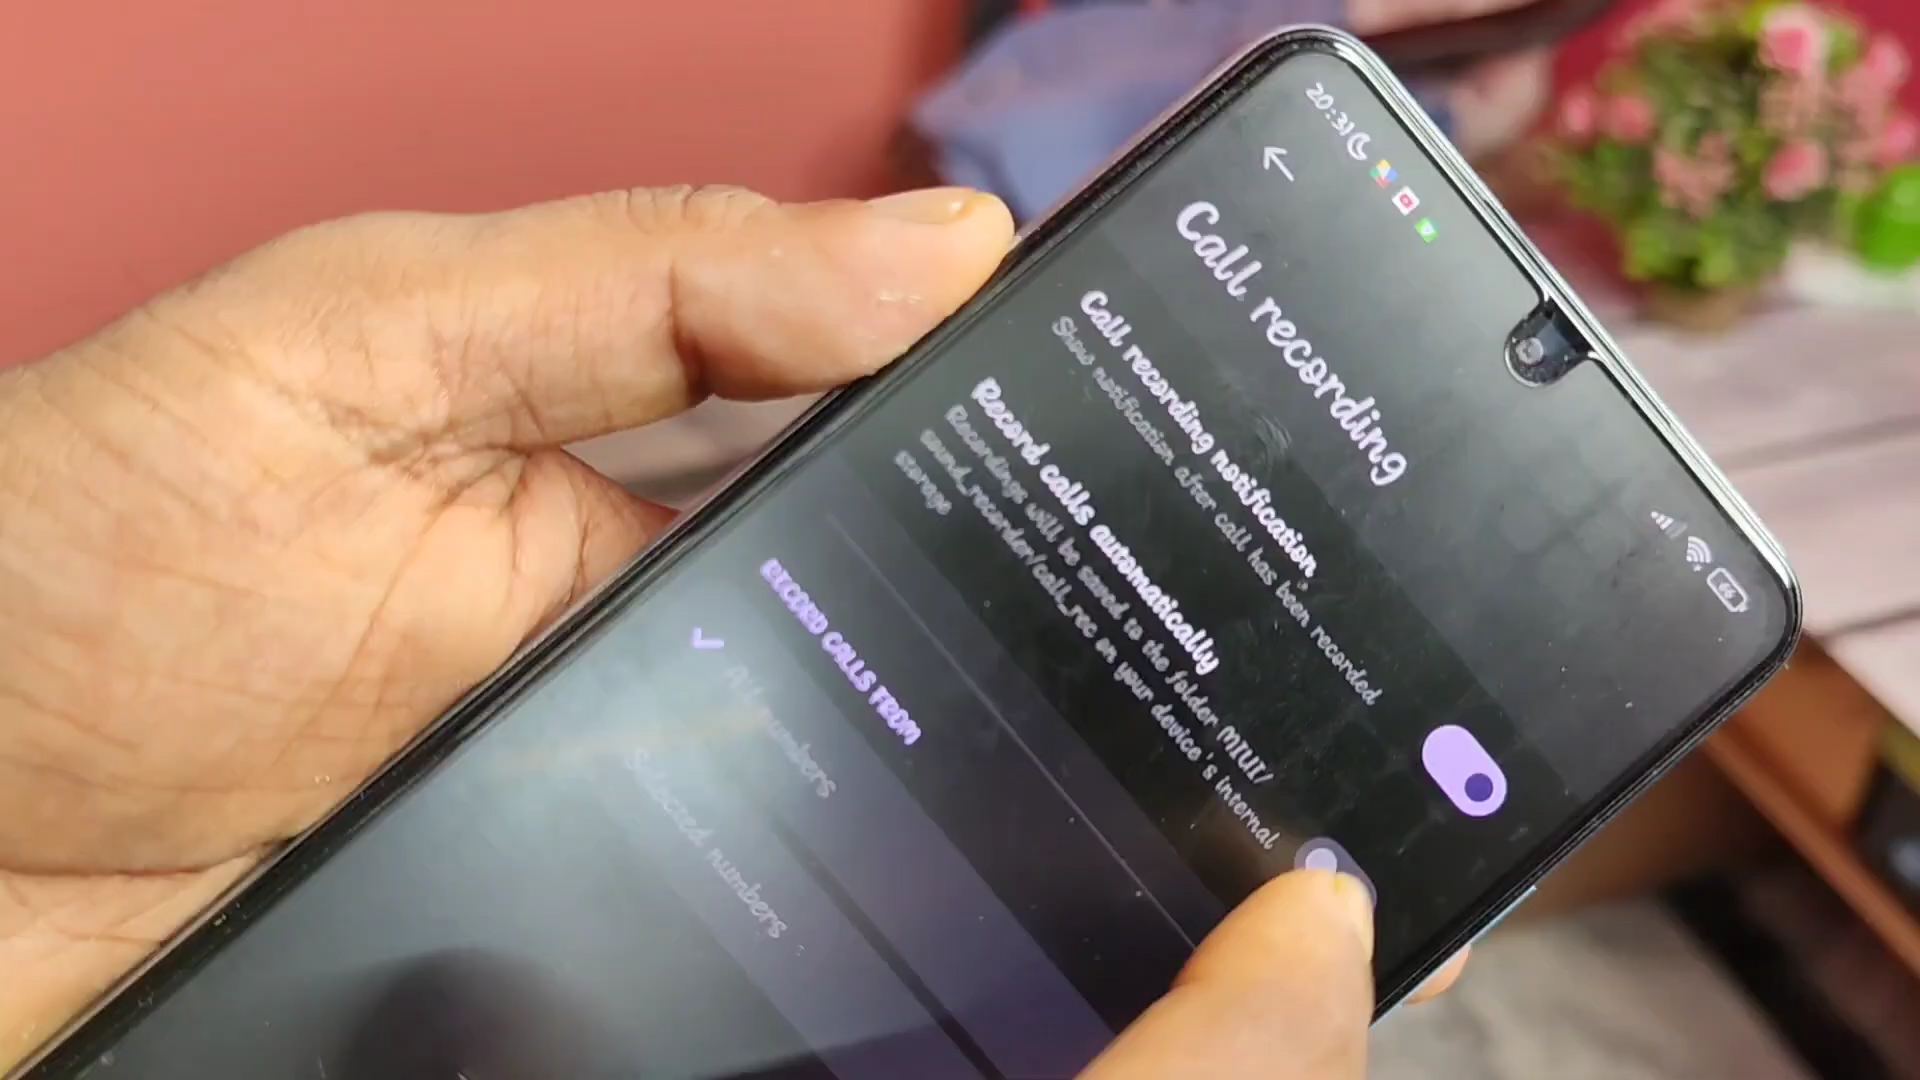 20:31
66
Call recording
Call recording notification
Show notification after call has been recorded
Record calls automatically
Recordings will be saved to the folder MIUI/
sound_recorder/call_rec on your device's internal
storage
RECORD CALLS FROM
All numbers
Selected numbers